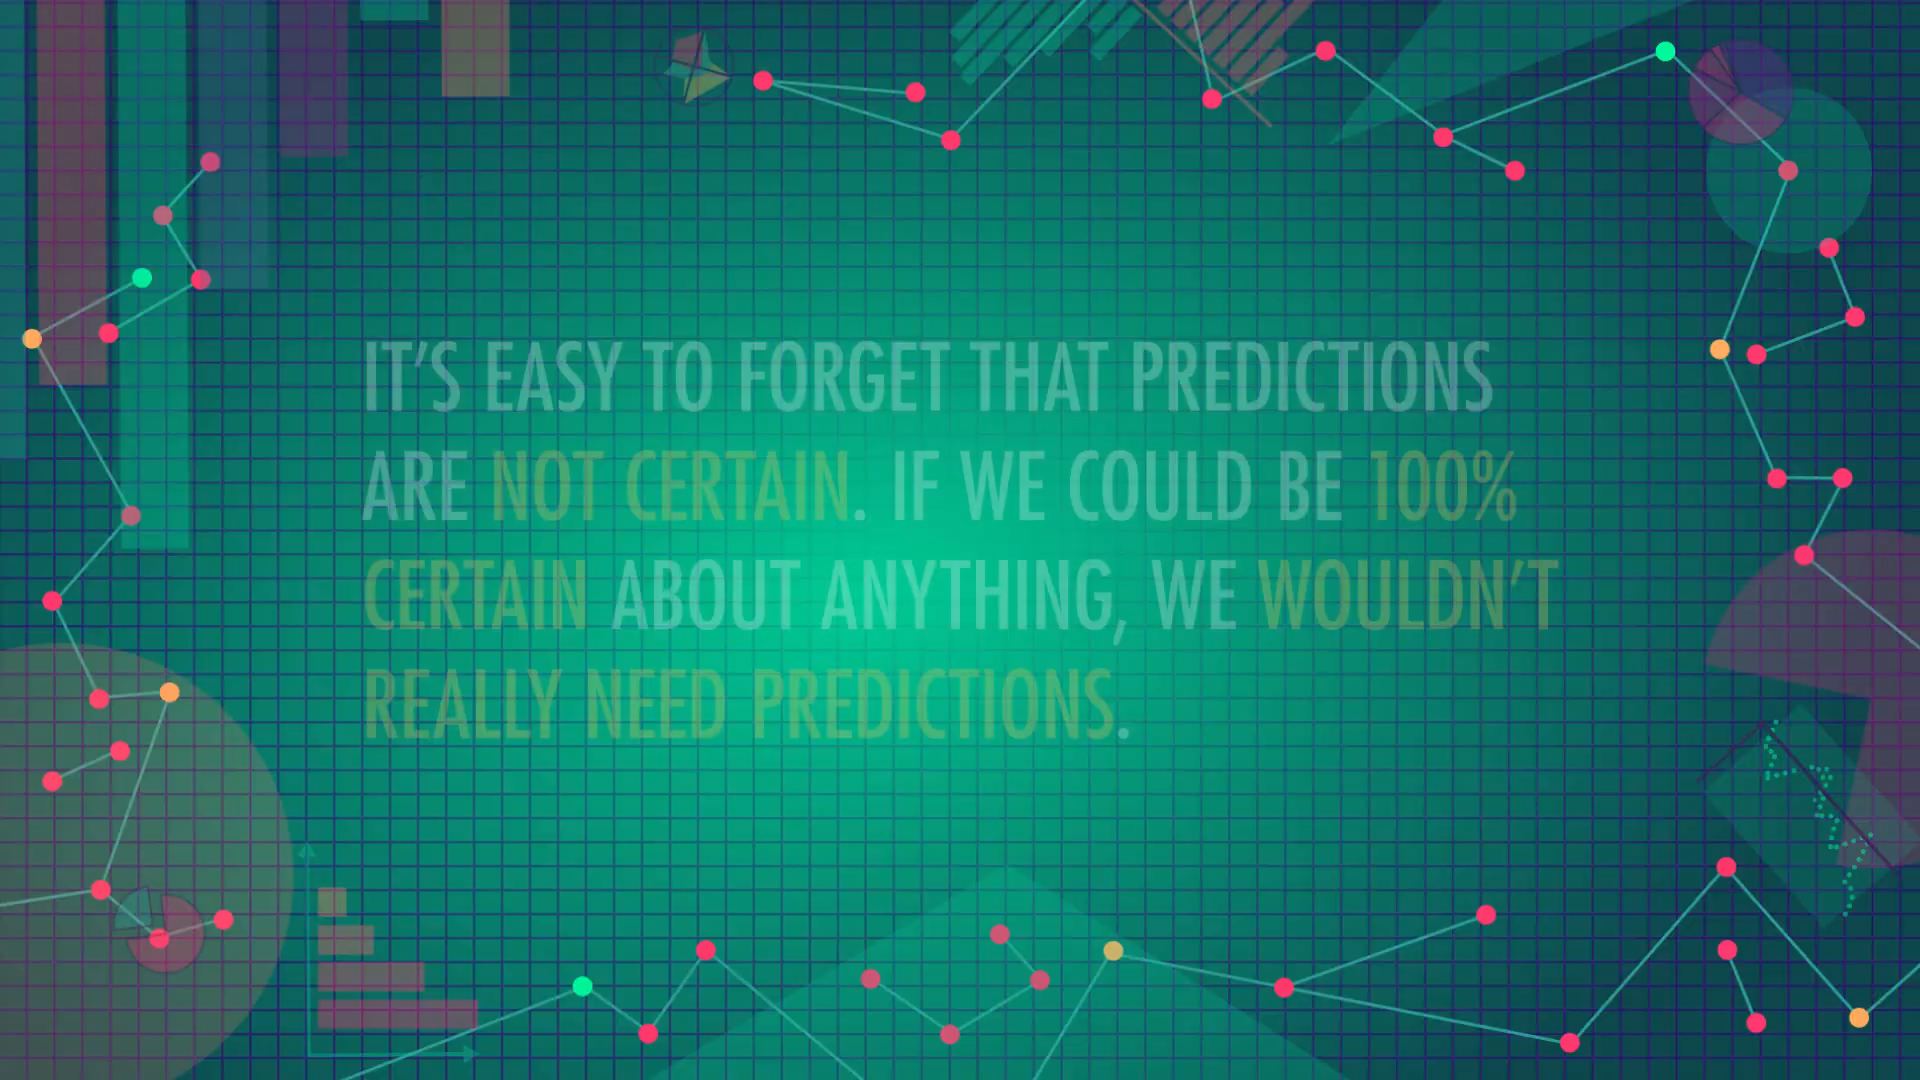 IT'S EASY TO FORGET THAT PREDICTIONS
ARE NOT CERTAIN. IF WE COULD BE 100%
CERTAIN ABOUT ANYTHING, WE WOULDN'T
REALLY NEED PREDICTIONS.